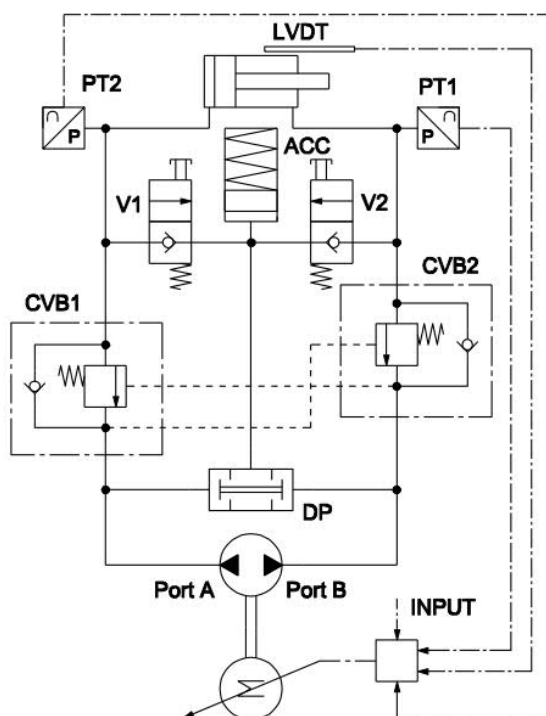 LVDT
PT2
PT1
P
P
ACC
V1
V2
CVB1
CVB2
DP
Port A
Port B
INPUT
M